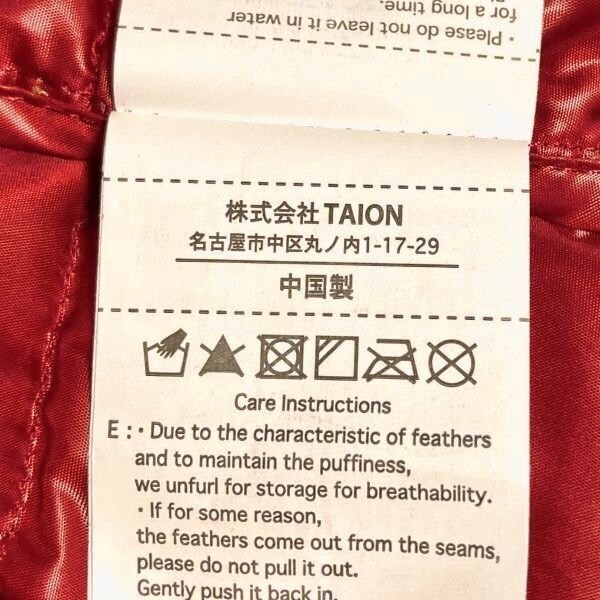 · Please do not leave it in water
for a long time.
株式会社TAION
名古屋市中区丸ノ内1-17-29
中国製
Care Instructions
E : · Due to the characteristic of feathers
and to maintain the puffiness,
we unfurl for storage for breathability.
· If for some reason,
the feathers come out from the seams,
please do not pull it out.
Gently push it back in.